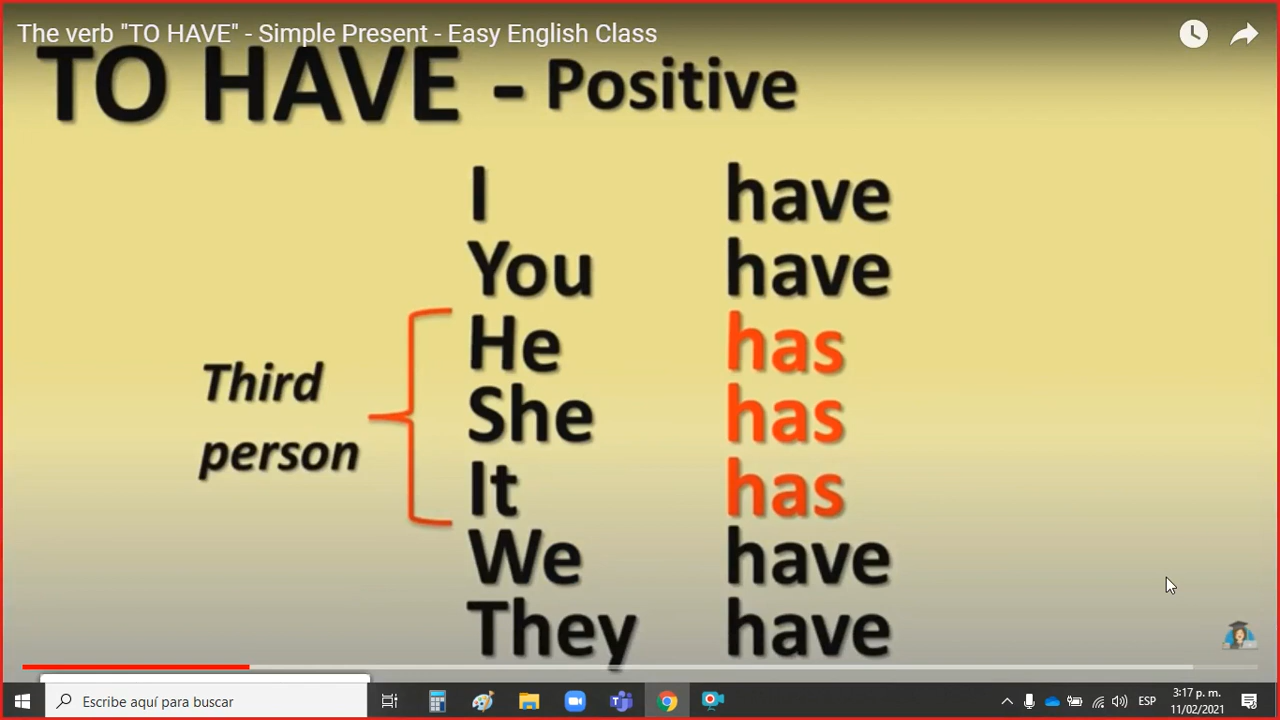 The verb "TO HAVE" - Simple Present - Easy English Class
TO HAVE - Positive
I have
You have
He has
She has
It has
Third
person
We have
They have
Escribe aquí para buscar
ESP
3:17 p. m.
11/02/2021